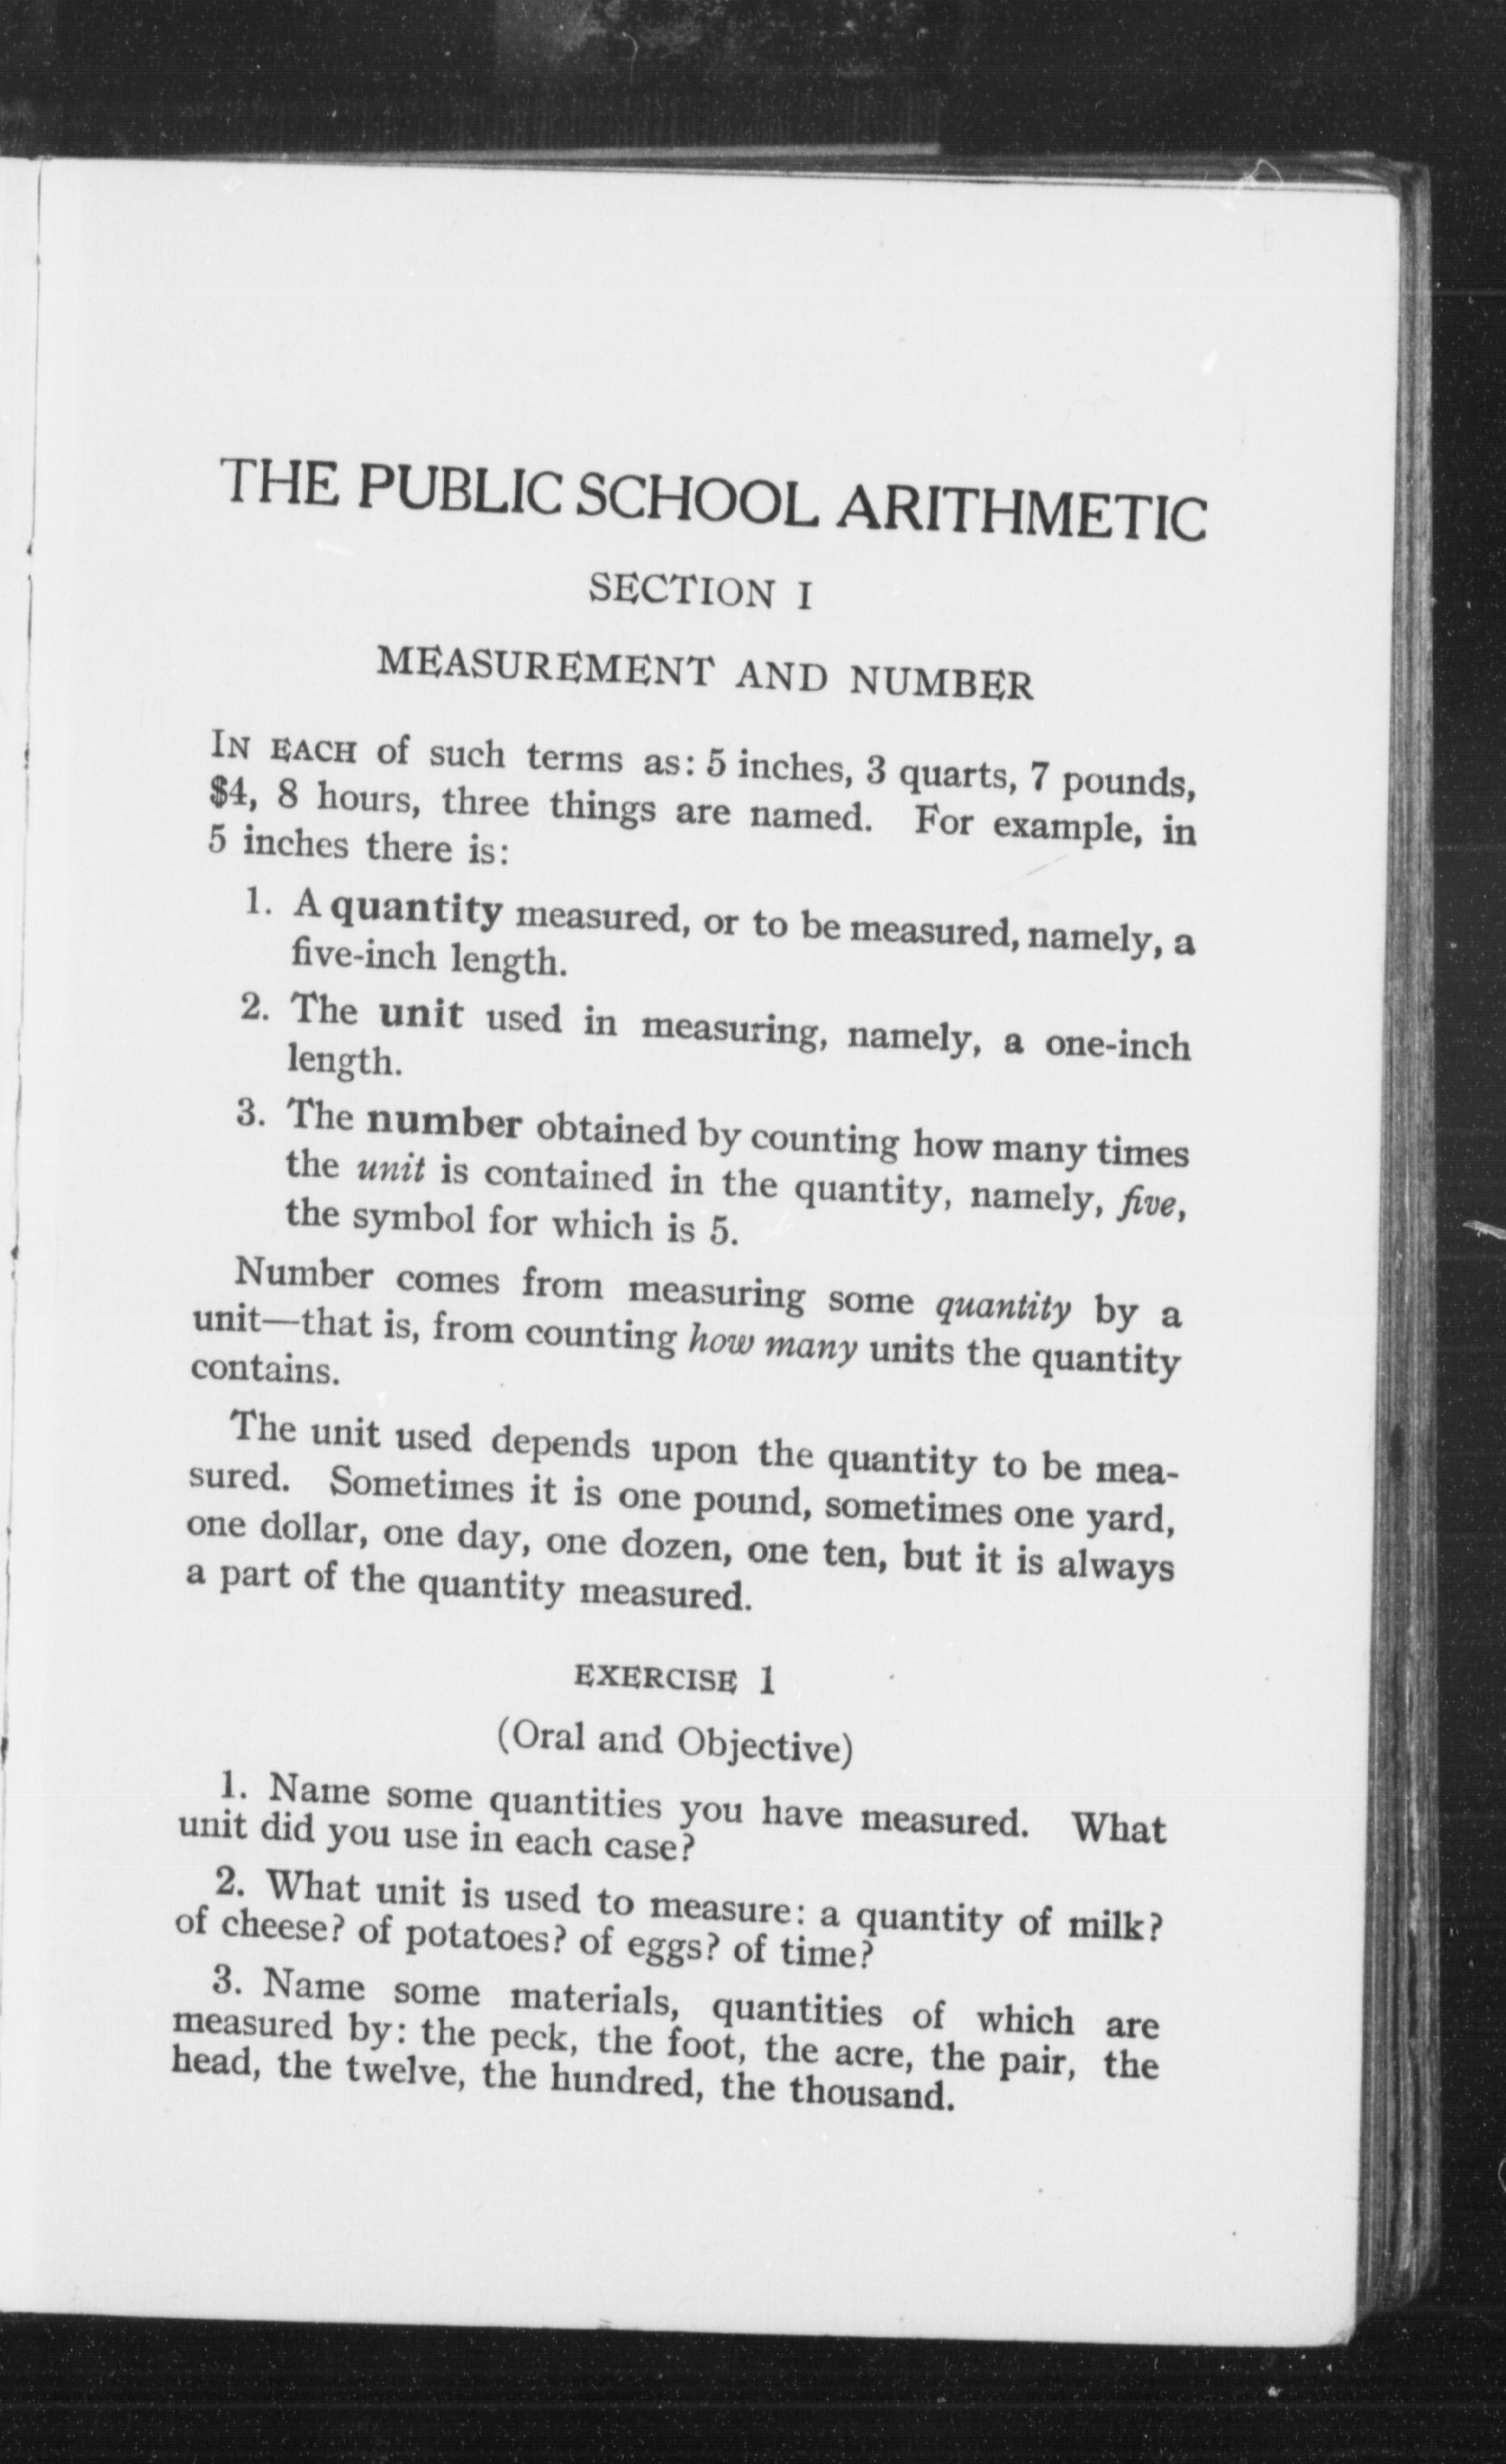 THE PUBLIC SCHOOL ARITHMETIC
SECTION I
MEASUREMENT AND NUMBER
IN EACH of such terms as: 5 inches, 3 quarts, 7 pounds,
$4, 8 hours, three things are named. For example, in
5 inches there is:
1. A quantity measured, or to be measured, namely, a
five-inch length.
2. The unit used in measuring, namely, a one-inch
length.
3. The number obtained by counting how many times
the unit is contained in the quantity, namely, five,
the symbol for which is 5.
Number comes from measuring some quantity by a
unit—that is, from counting how many units the quantity
contains.
The unit used depends upon the quantity to be mea-
sured. Sometimes it is one pound, sometimes one yard,
one dollar, one day, one dozen, one ten, but it is always
a part of the quantity measured.
EXERCISE 1
(Oral and Objective)
1. Name some quantities you have measured. What
unit did you use in each case?
2. What unit is used to measure: a quantity of milk?
of cheese? of potatoes? of eggs? of time?
3. Name some materials, quantities of which are
measured by: the peck, the foot, the acre, the pair, the
head, the twelve, the hundred, the thousand.